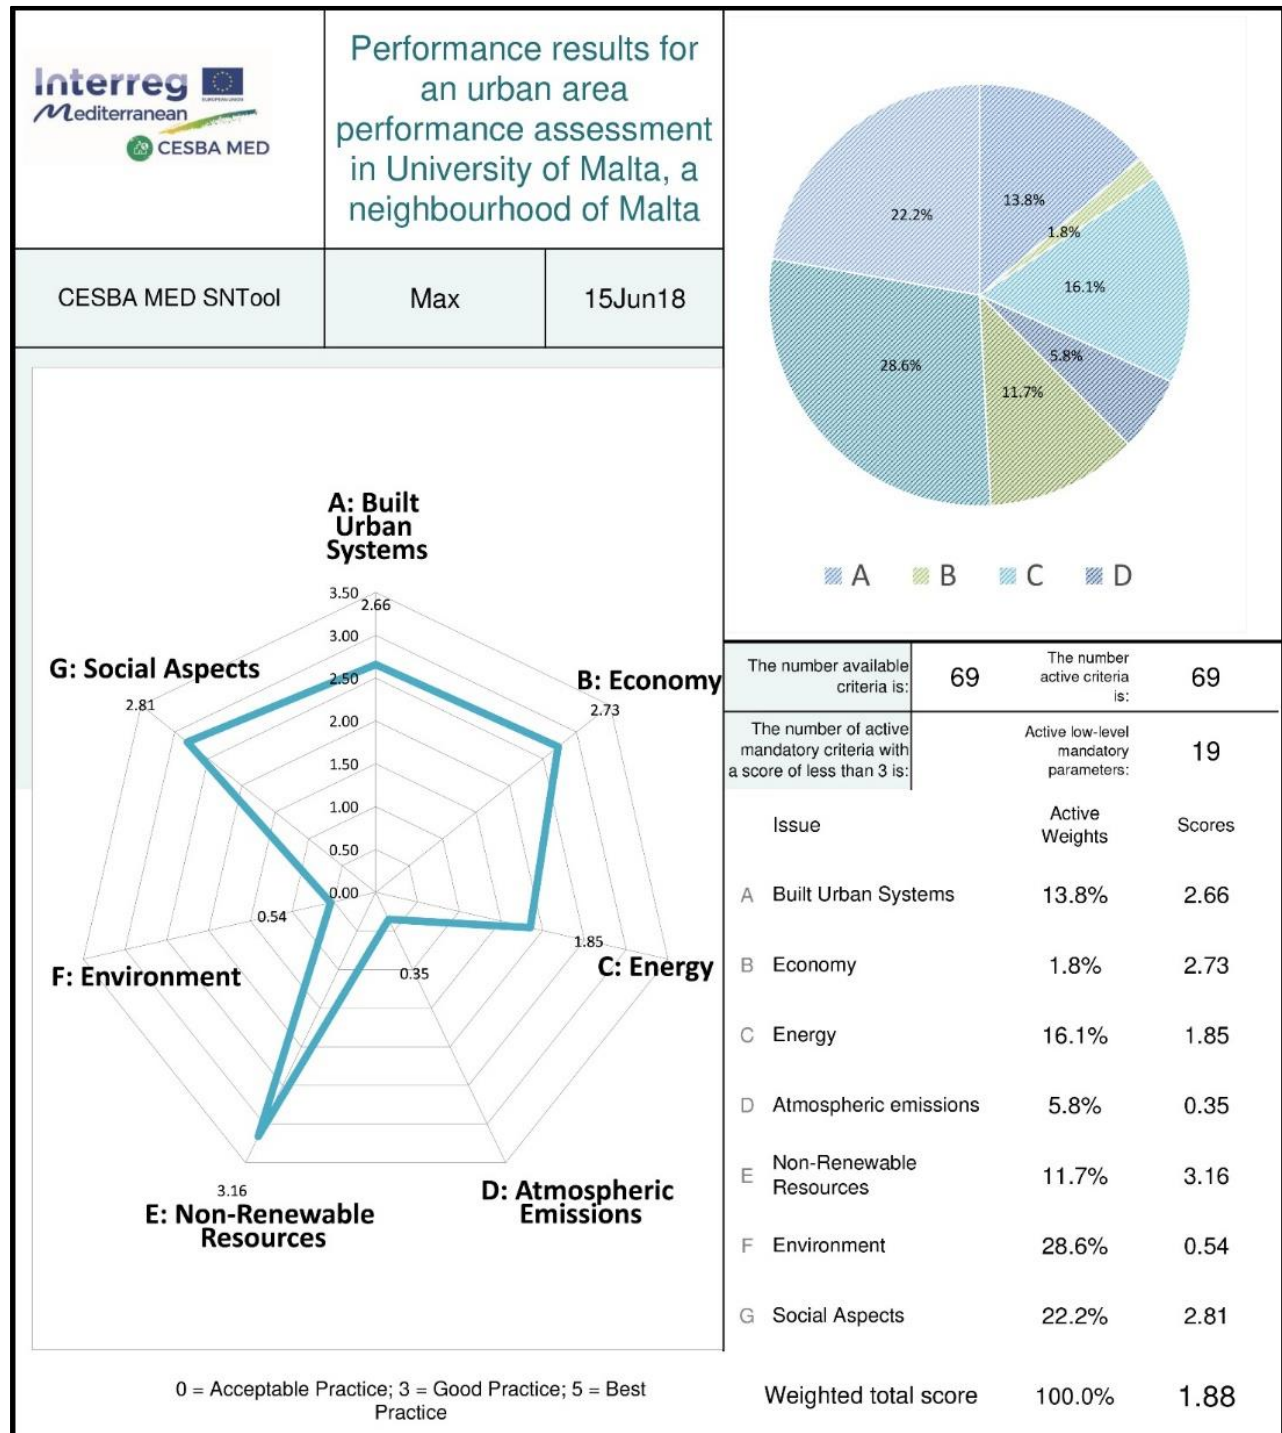 Interreg
EUROPEAN UNION
Mediterranean
CESBA MED
Performance results for
an urban area
performance assessment
in University of Malta, a
neighbourhood of Malta
CESBA MED SNTool
Max
15Jun18
22.2%
13.8%
1.8%
16.1%
5.8%
11.7%
28.6%
A
B
C
D
A: Built
Urban
Systems
3.50
2.66
3.00
2.50
2.00
1.50
1.00
0.50
0.00
G: Social Aspects
2.81
B: Economy
2.73
0.54
F: Environment
1.85
C: Energy
0.35
3.16
E: Non-Renewable
Resources
D: Atmospheric
Emissions
0 = Acceptable Practice; 3 = Good Practice; 5 = Best
Practice
The number available
criteria is:
69
The number
active criteria
is:
69
The number of active
mandatory criteria with
a score of less than 3 is:
Active low-level
mandatory
parameters:
19
Issue
Active
Weights
Scores
A Built Urban Systems 13.8% 2.66
B Economy 1.8% 2.73
C Energy 16.1% 1.85
D Atmospheric emissions 5.8% 0.35
E Non-Renewable
Resources 11.7% 3.16
F Environment 28.6% 0.54
G Social Aspects 22.2% 2.81
Weighted total score 100.0% 1.88